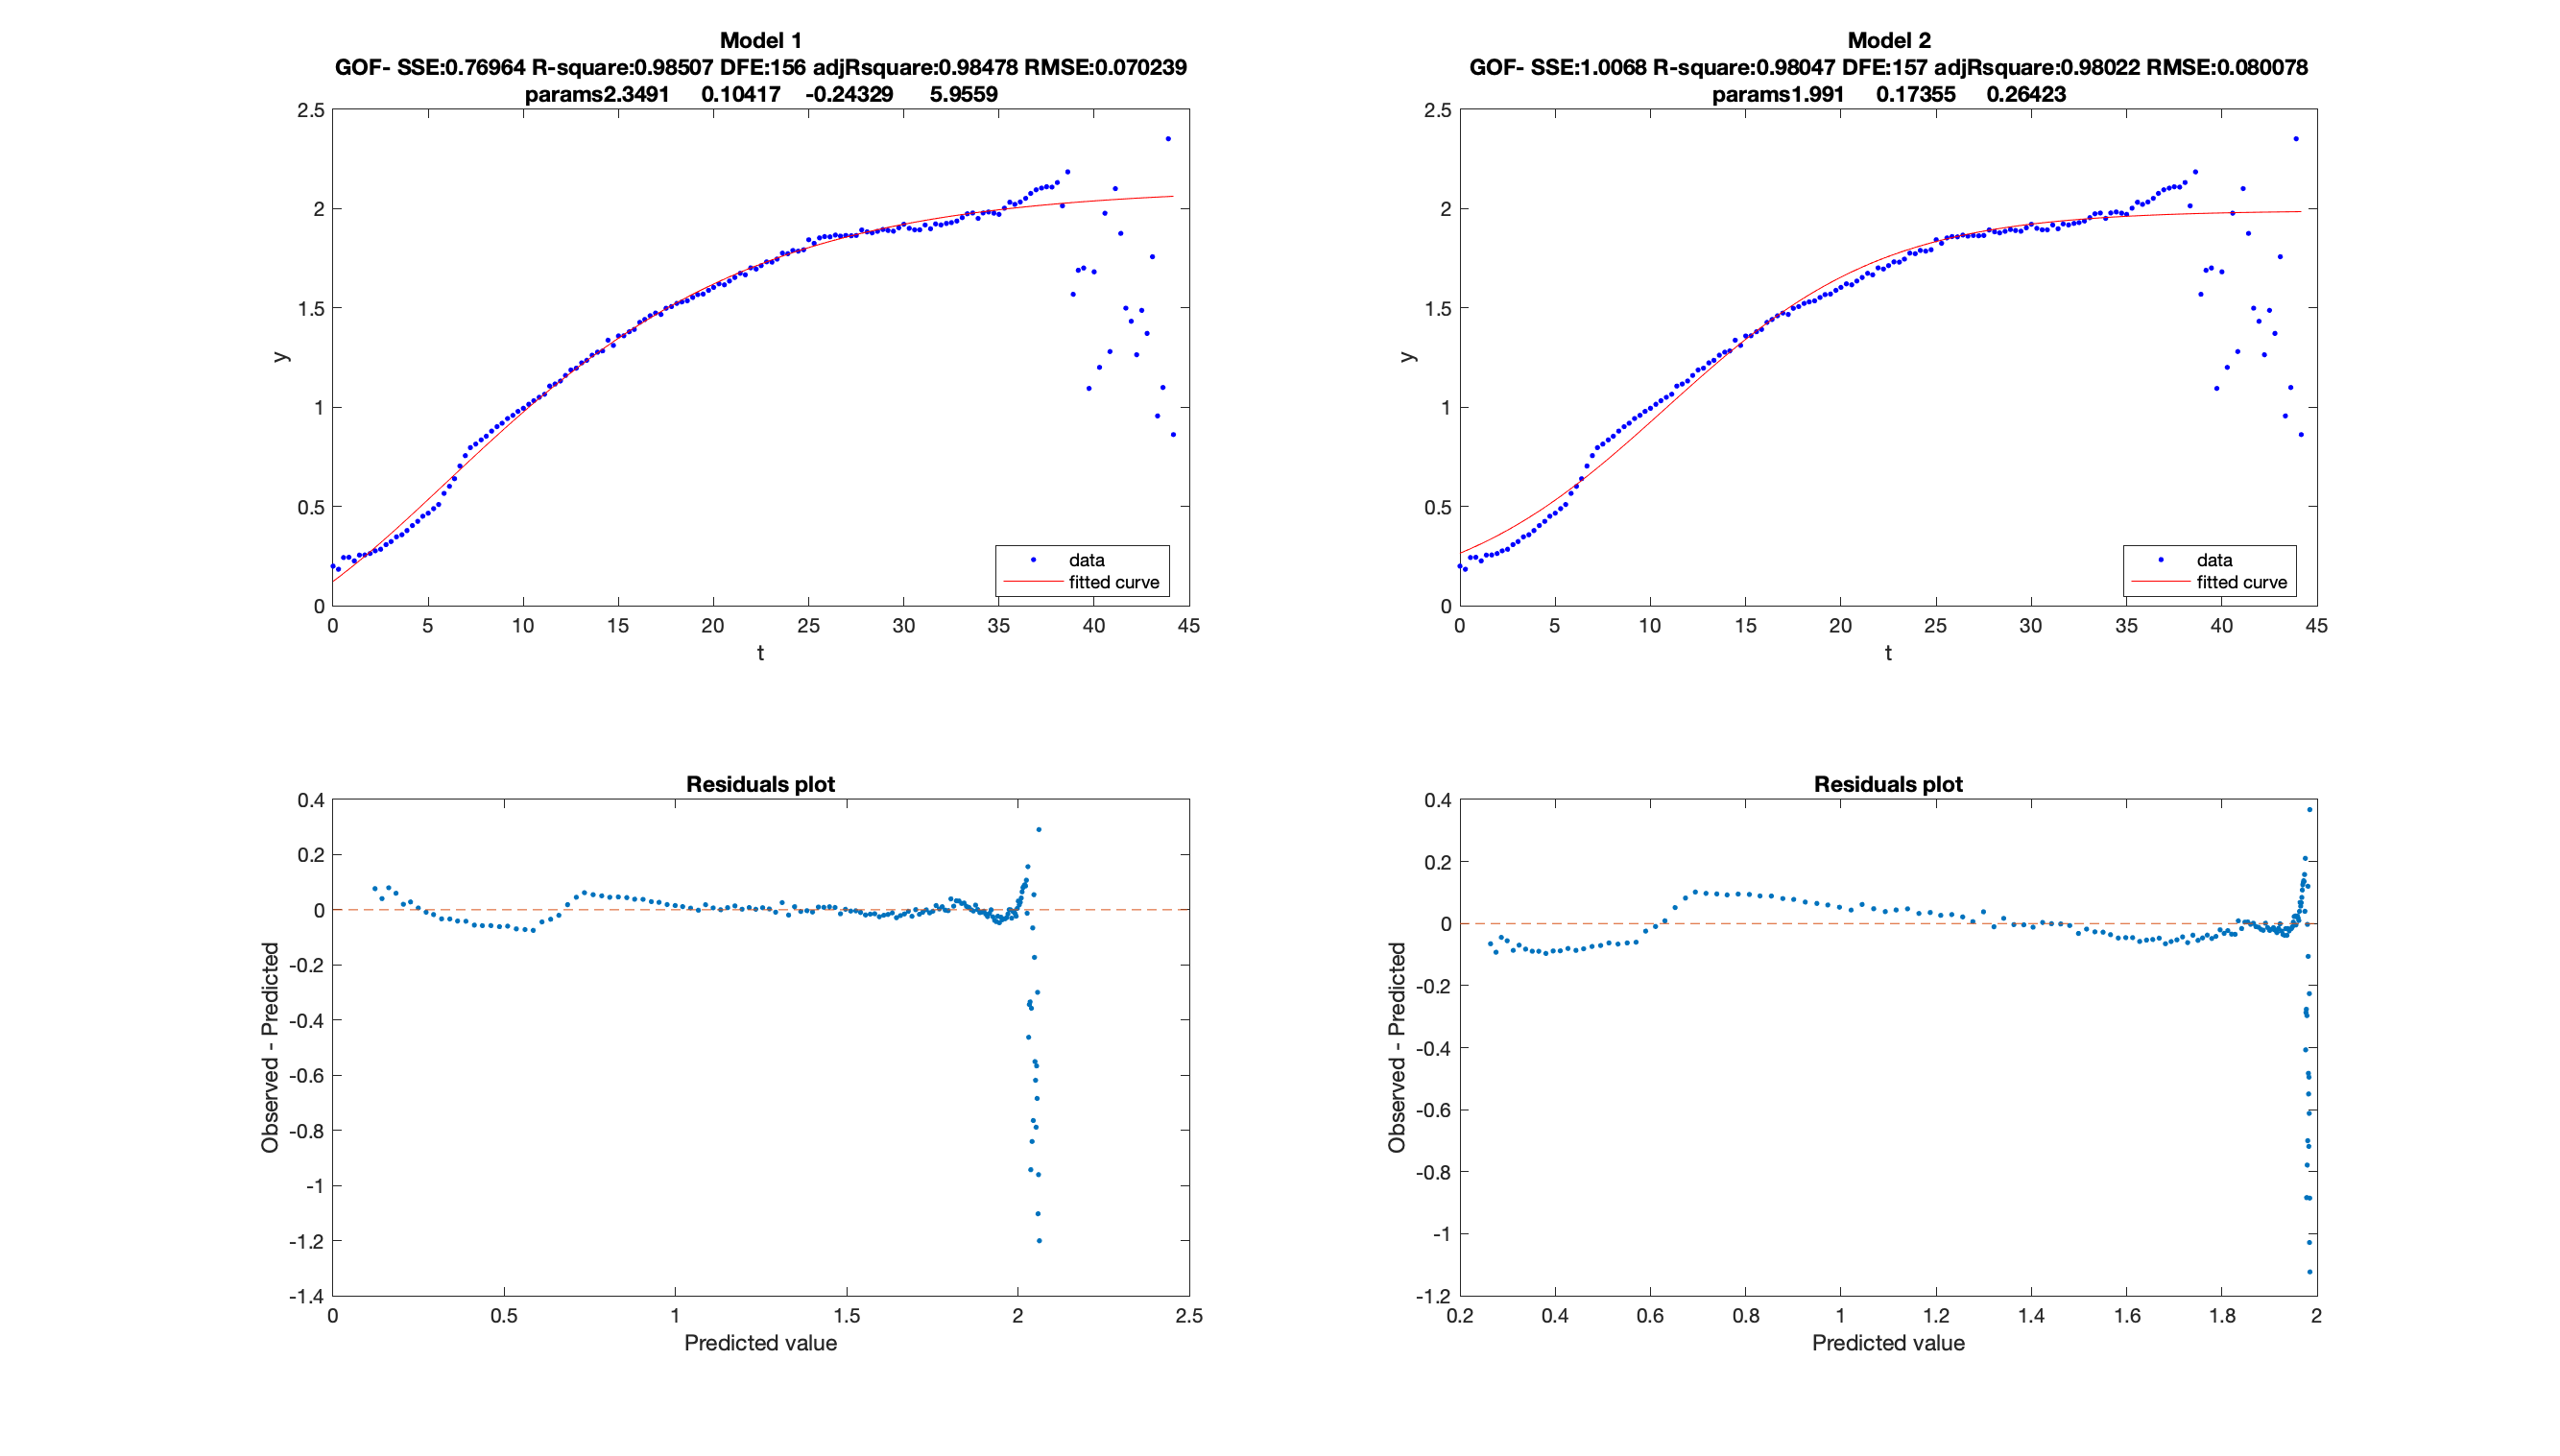 Model 1
GOF- SSE:0.76964 R-square:0.98507 DFE:156 adjRsquare:0.98478 RMSE:0.070239
params2.3491 0.10417 -0.24329 5.9559
2.5
2
1.5
1
0.5
0
y
0 5 10 15 20 25 30 35 40 45
t
data
fitted curve
Model 2
GOF- SSE:1.0068 R-square:0.98047 DFE:157 adjRsquare:0.98022 RMSE:0.080078
params1.991 0.17355 0.26423
2.5
2
1.5
1
0.5
0
y
0 5 10 15 20 25 30 35 40 45
t
data
fitted curve
Residuals plot
0.4
0.2
0
-0.2
-0.4
-0.6
-0.8
-1
-1.2
-1.4
Observed - Predicted
0 0.5 1 1.5 2 2.5
Predicted value
Residuals plot
0.4
0.2
0
-0.2
-0.4
-0.6
-0.8
-1
-1.2
Observed - Predicted
0.2 0.4 0.6 0.8 1 1.2 1.4 1.6 1.8 2
Predicted value